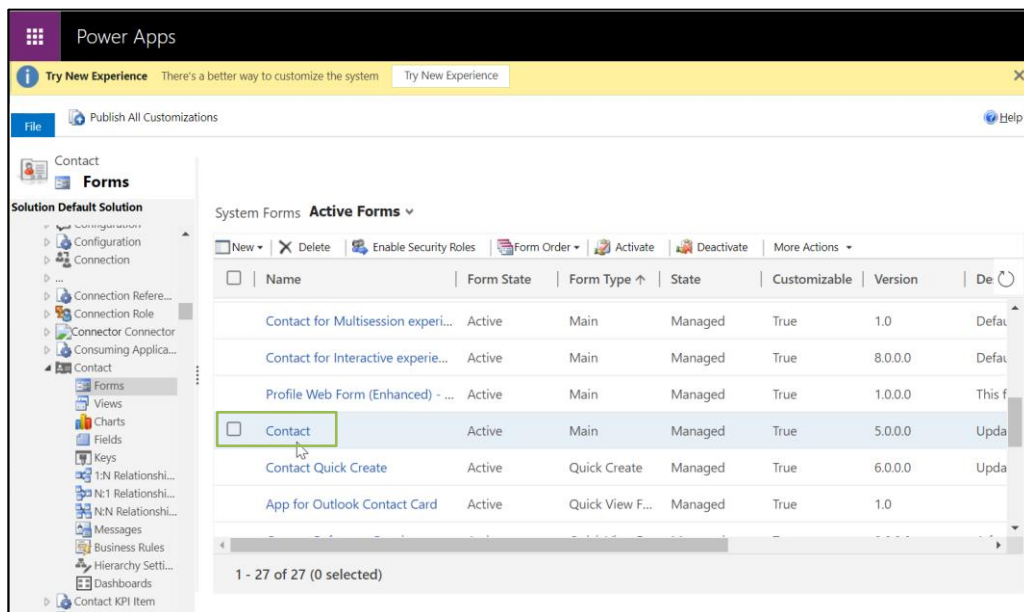 Power Apps
Try New Experience There's a better way to customize the system Try New Experience
File Publish All Customizations Help
Contact
Forms
Solution Default Solution
Configuration
Connection
...
Connection Refere...
Connection Role
Connector Connector
Consuming Applica...
Contact
Forms
Views
Charts
Fields
Keys
1:N Relationshi...
N:1 Relationshi...
N:N Relationshi...
Messages
Business Rules
Hierarchy Setti...
Dashboards
Contact KPI Item
System Forms Active Forms
New Delete Enable Security Roles Form Order Activate Deactivate More Actions
Name Form State Form Type ↑ State Customizable Version De
Contact for Multisession experi... Active Main Managed True 1.0 Defau
Contact for Interactive experie... Active Main Managed True 8.0.0.0 Defau
Profile Web Form (Enhanced) - ... Active Main Managed True 1.0.0.0 This f
Contact Active Main Managed True 5.0.0.0 Upda
Contact Quick Create Active Quick Create Managed True 6.0.0.0 Upda
App for Outlook Contact Card Active Quick View F... Managed True 1.0
1 - 27 of 27 (0 selected)